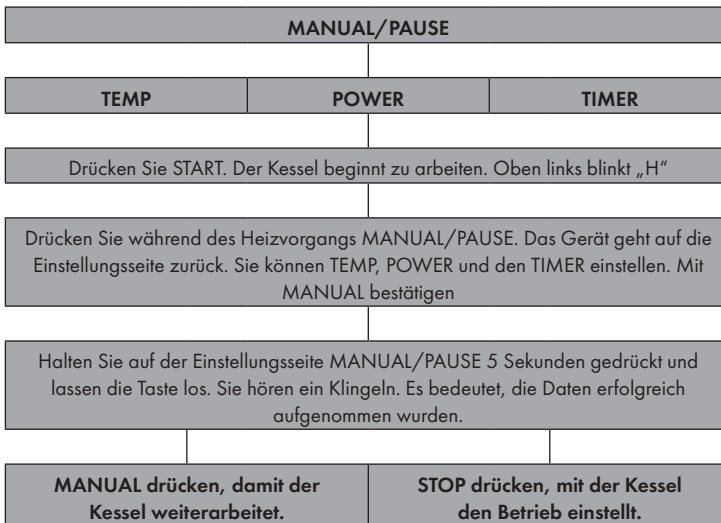 MANUAL/PAUSE
TEMP POWER TIMER
Drücken Sie START. Der Kessel beginnt zu arbeiten. Oben links blinkt „H“
Drücken Sie während des Heizvorgangs MANUAL/PAUSE. Das Gerät geht auf die
Einstellungsseite zurück. Sie können TEMP, POWER und den TIMER einstellen. Mit
MANUAL bestätigen
Halten Sie auf der Einstellungsseite MANUAL/PAUSE 5 Sekunden gedrückt und
lassen die Taste los. Sie hören ein Klingeln. Es bedeutet, die Daten erfolgreich
aufgenommen wurden.
MANUAL drücken, damit der
Kessel weiterarbeitet.
STOP drücken, mit der Kessel
den Betrieb einstellt.